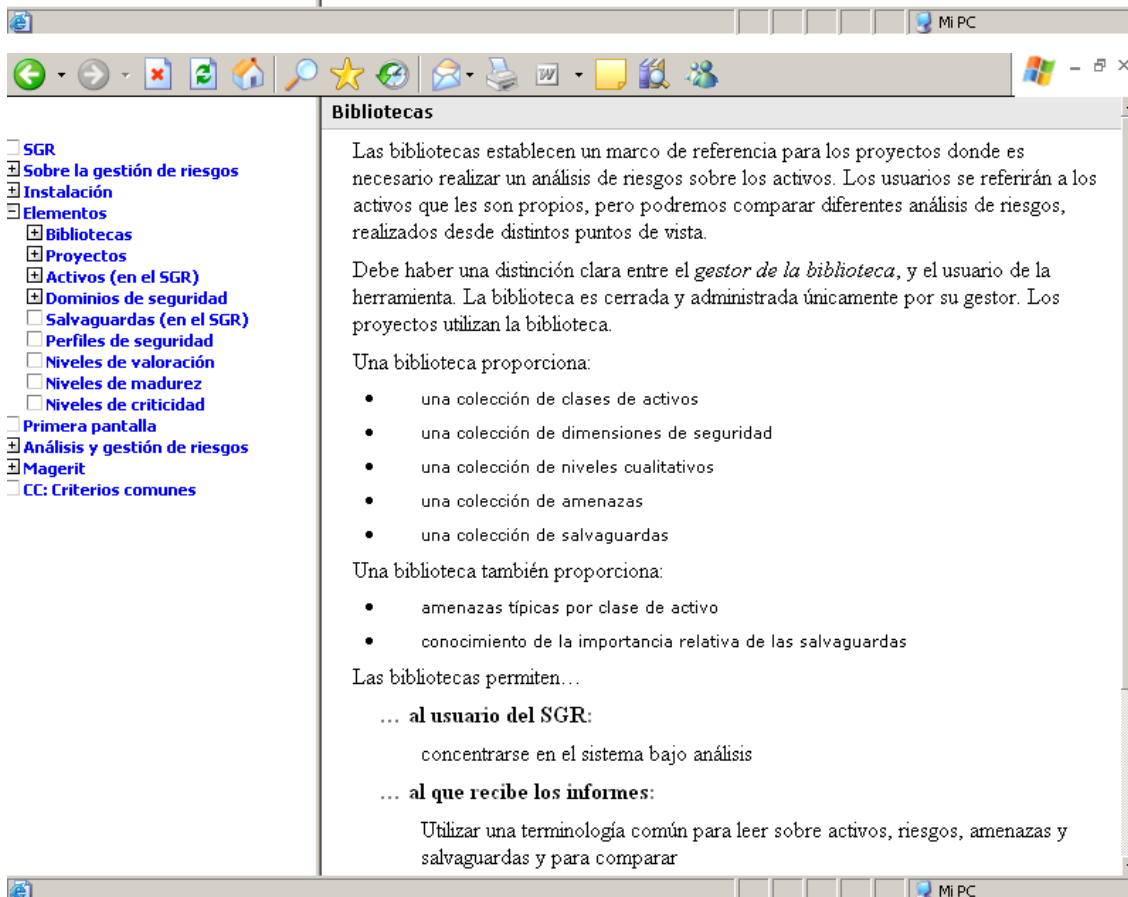 Mi PC
SGR
Sobre la gestión de riesgos
Instalación
Elementos
Bibliotecas
Proyectos
Activos (en el SGR)
Dominios de seguridad
Salvaguardas (en el SGR)
Perfiles de seguridad
Niveles de valoración
Niveles de madurez
Niveles de criticidad
Primera pantalla
Análisis y gestión de riesgos
Magerit
CC: Criterios comunes
Bibliotecas
Las bibliotecas establecen un marco de referencia para los proyectos donde es
necesario realizar un análisis de riesgos sobre los activos. Los usuarios se referirán a los
activos que les son propios, pero podremos comparar diferentes análisis de riesgos,
realizados desde distintos puntos de vista.
Debe haber una distinción clara entre el gestor de la biblioteca, y el usuario de la
herramienta. La biblioteca es cerrada y administrada únicamente por su gestor. Los
proyectos utilizan la biblioteca.
Una biblioteca proporciona:
• una colección de clases de activos
• una colección de dimensiones de seguridad
• una colección de niveles cualitativos
• una colección de amenazas
• una colección de salvaguardas
Una biblioteca también proporciona:
• amenazas típicas por clase de activo
• conocimiento de la importancia relativa de las salvaguardas
Las bibliotecas permiten…
… al usuario del SGR:
concentrarse en el sistema bajo análisis
… al que recibe los informes:
Utilizar una terminología común para leer sobre activos, riesgos, amenazas y
salvaguardas y para comparar
Mi PC